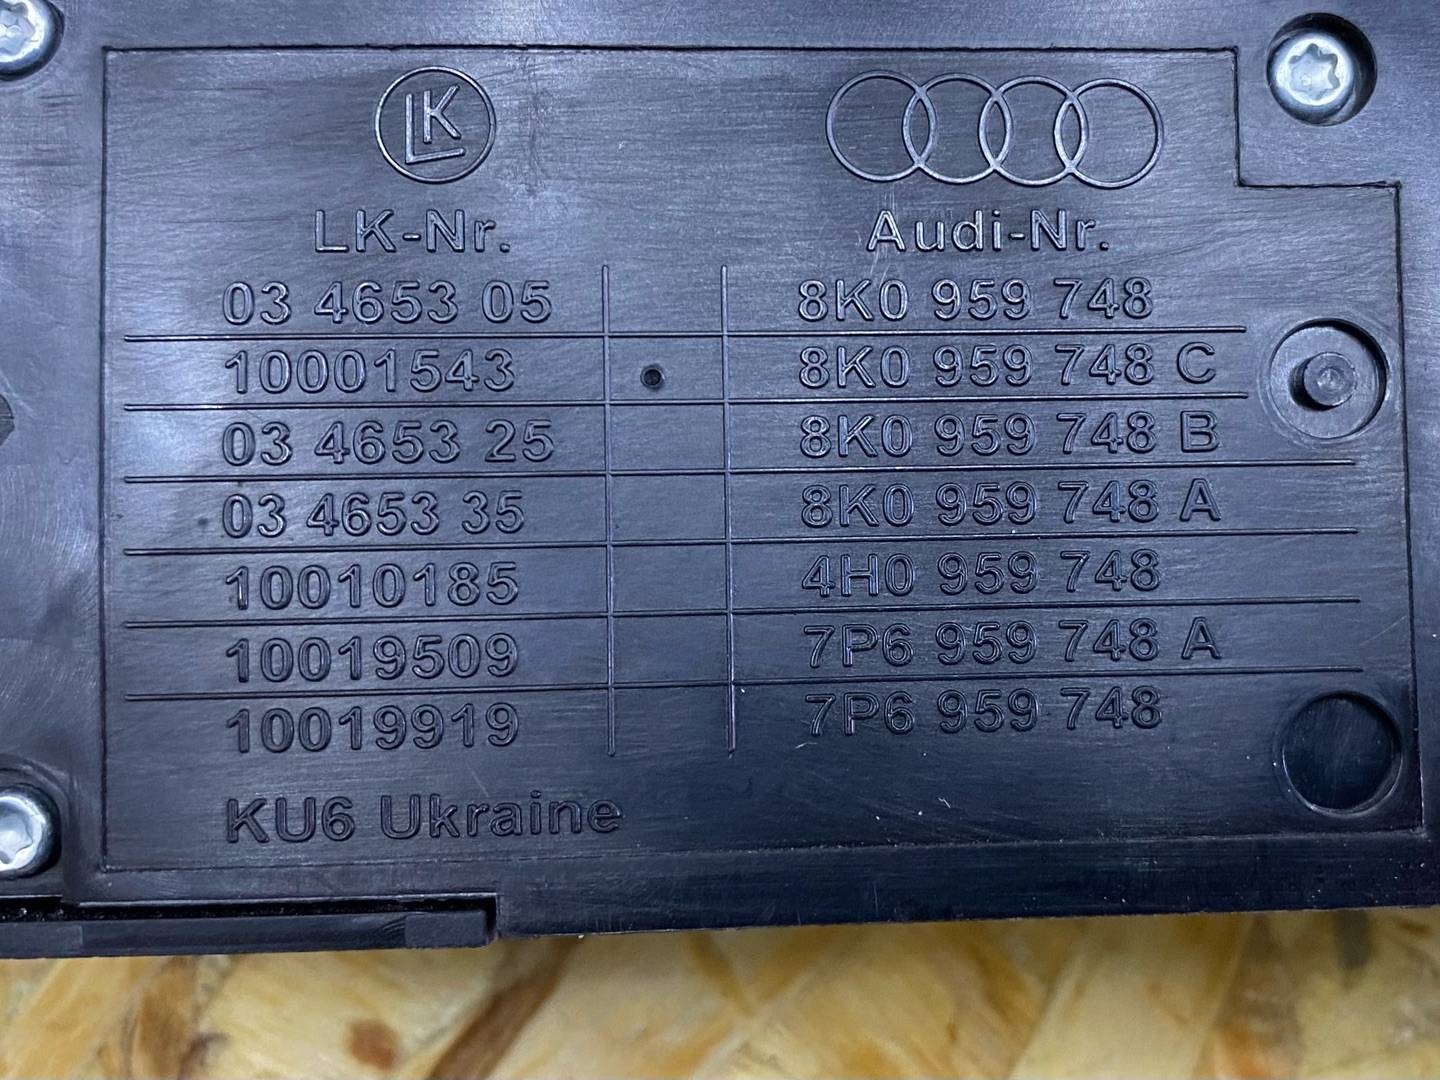 LK
LK-Nr. Audi-Nr.
03 4653 05 8K0 959 748
10001543 8K0 959 748 C
03 4653 25 8K0 959 748 B
03 4653 35 8K0 959 748 A
10010185 4H0 959 748
10019509 7P6 959 748 A
10019919 7P6 959 748
KU6 Ukraine